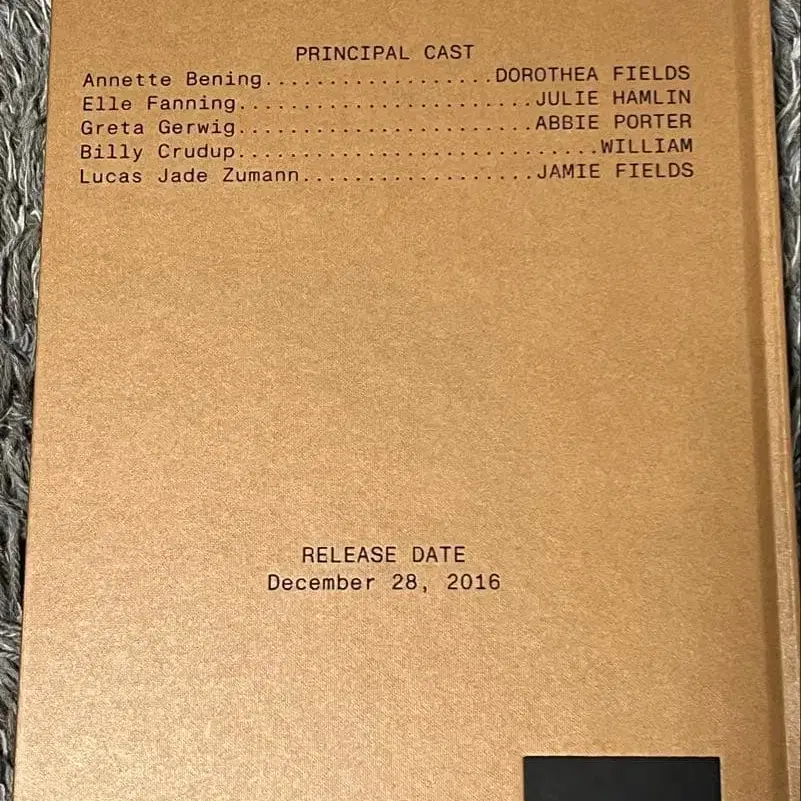 PRINCIPAL CAST
Annette Bening..................DOROTHEA FIELDS
Elle Fanning.......................JULIE HAMLIN
Greta Gerwig.......................ABBIE PORTER
Billy Crudup............................WILLIAM
Lucas Jade Zumann..................JAMIE FIELDS
RELEASE DATE
December 28, 2016